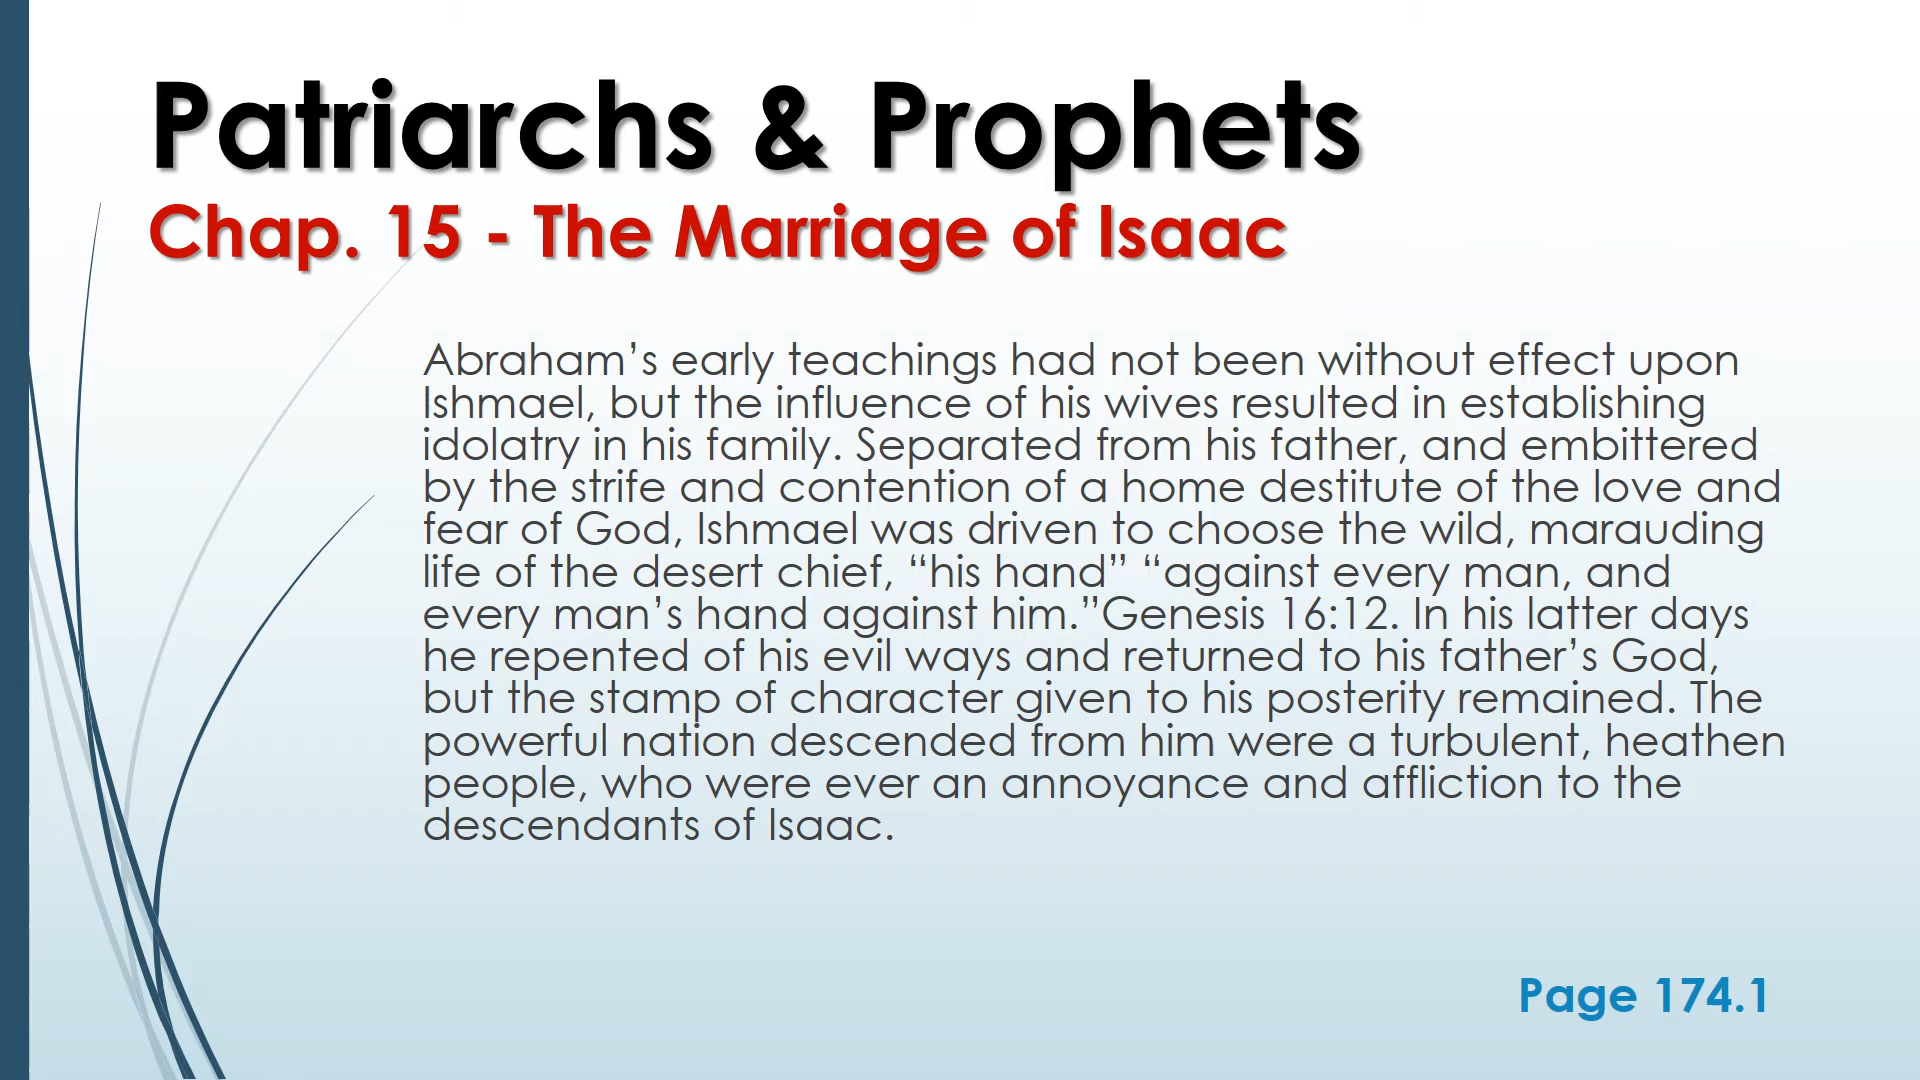 Patriarchs & Prophets
Chap. 15 - The Marriage of Isaac
Abraham’s early teachings had not been without effect upon
Ishmael, but the influence of his wives resulted in establishing
idolatry in his family. Separated from his father, and embittered
by the strife and contention of a home destitute of the love and
fear of God, Ishmael was driven to choose the wild, marauding
life of the desert chief, “his hand” “against every man, and
every man’s hand against him.”Genesis 16:12. In his latter days
he repented of his evil ways and returned to his father’s God,
but the stamp of character given to his posterity remained. The
powerful nation descended from him were a turbulent, heathen
people, who were ever an annoyance and affliction to the
descendants of Isaac.
Page 174.1